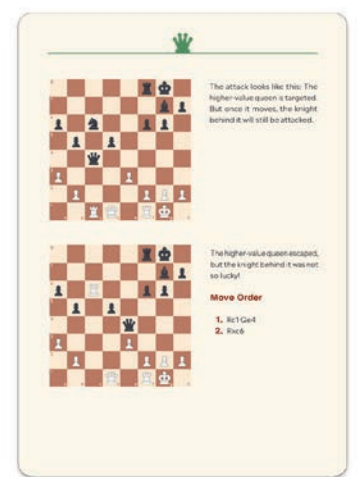 The attack looks like this: The
higher-value queen is targeted.
But once it moves, the knight
behind it will still be attacked.
The higher-value queen escaped,
but the knight behind it was not
so lucky!
Move Order
1. Rc1 Qe4
2. Rxc6